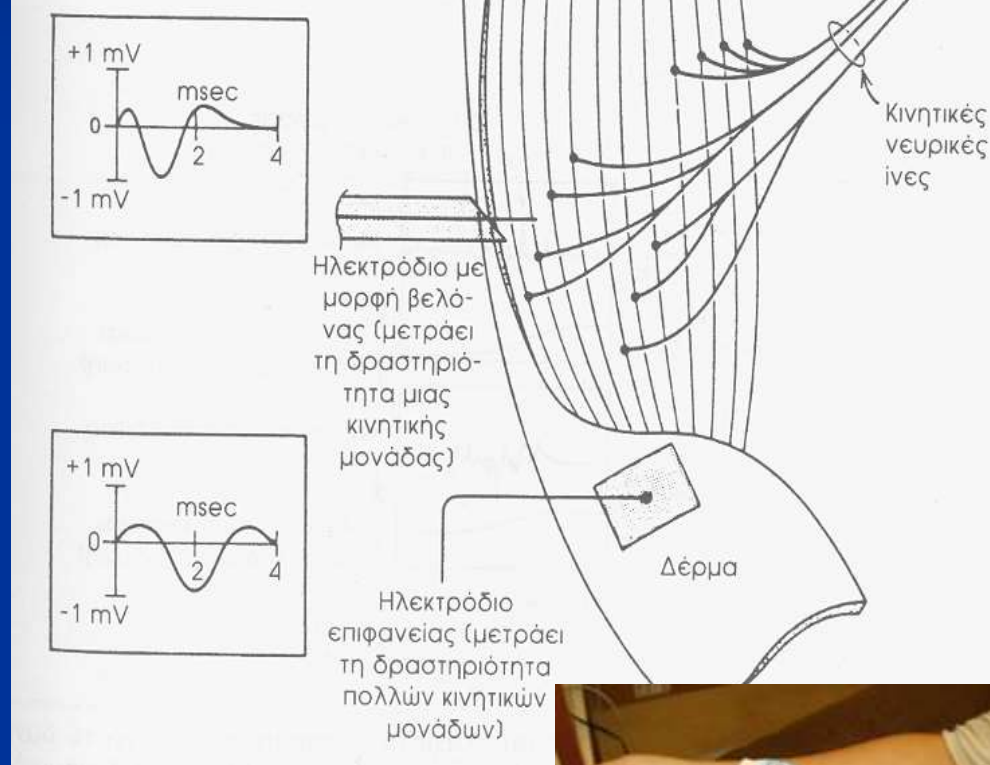 +1 mV
msec
0
2
4
-1 mV
Κινητικές
νευρικές
ίνες
Ηλεκτρόδιο με
μορφή βελό-
νας (μετράει
τη δραστηριό-
τητα μιας
κινητικής
μονάδας)
+1 mV
msec
0
2
4
-1 mV
Δέρμα
Ηλεκτρόδιο
επιφανείας (μετράει
τη δραστηριότητα
πολλών κινητικών
μονάδων)